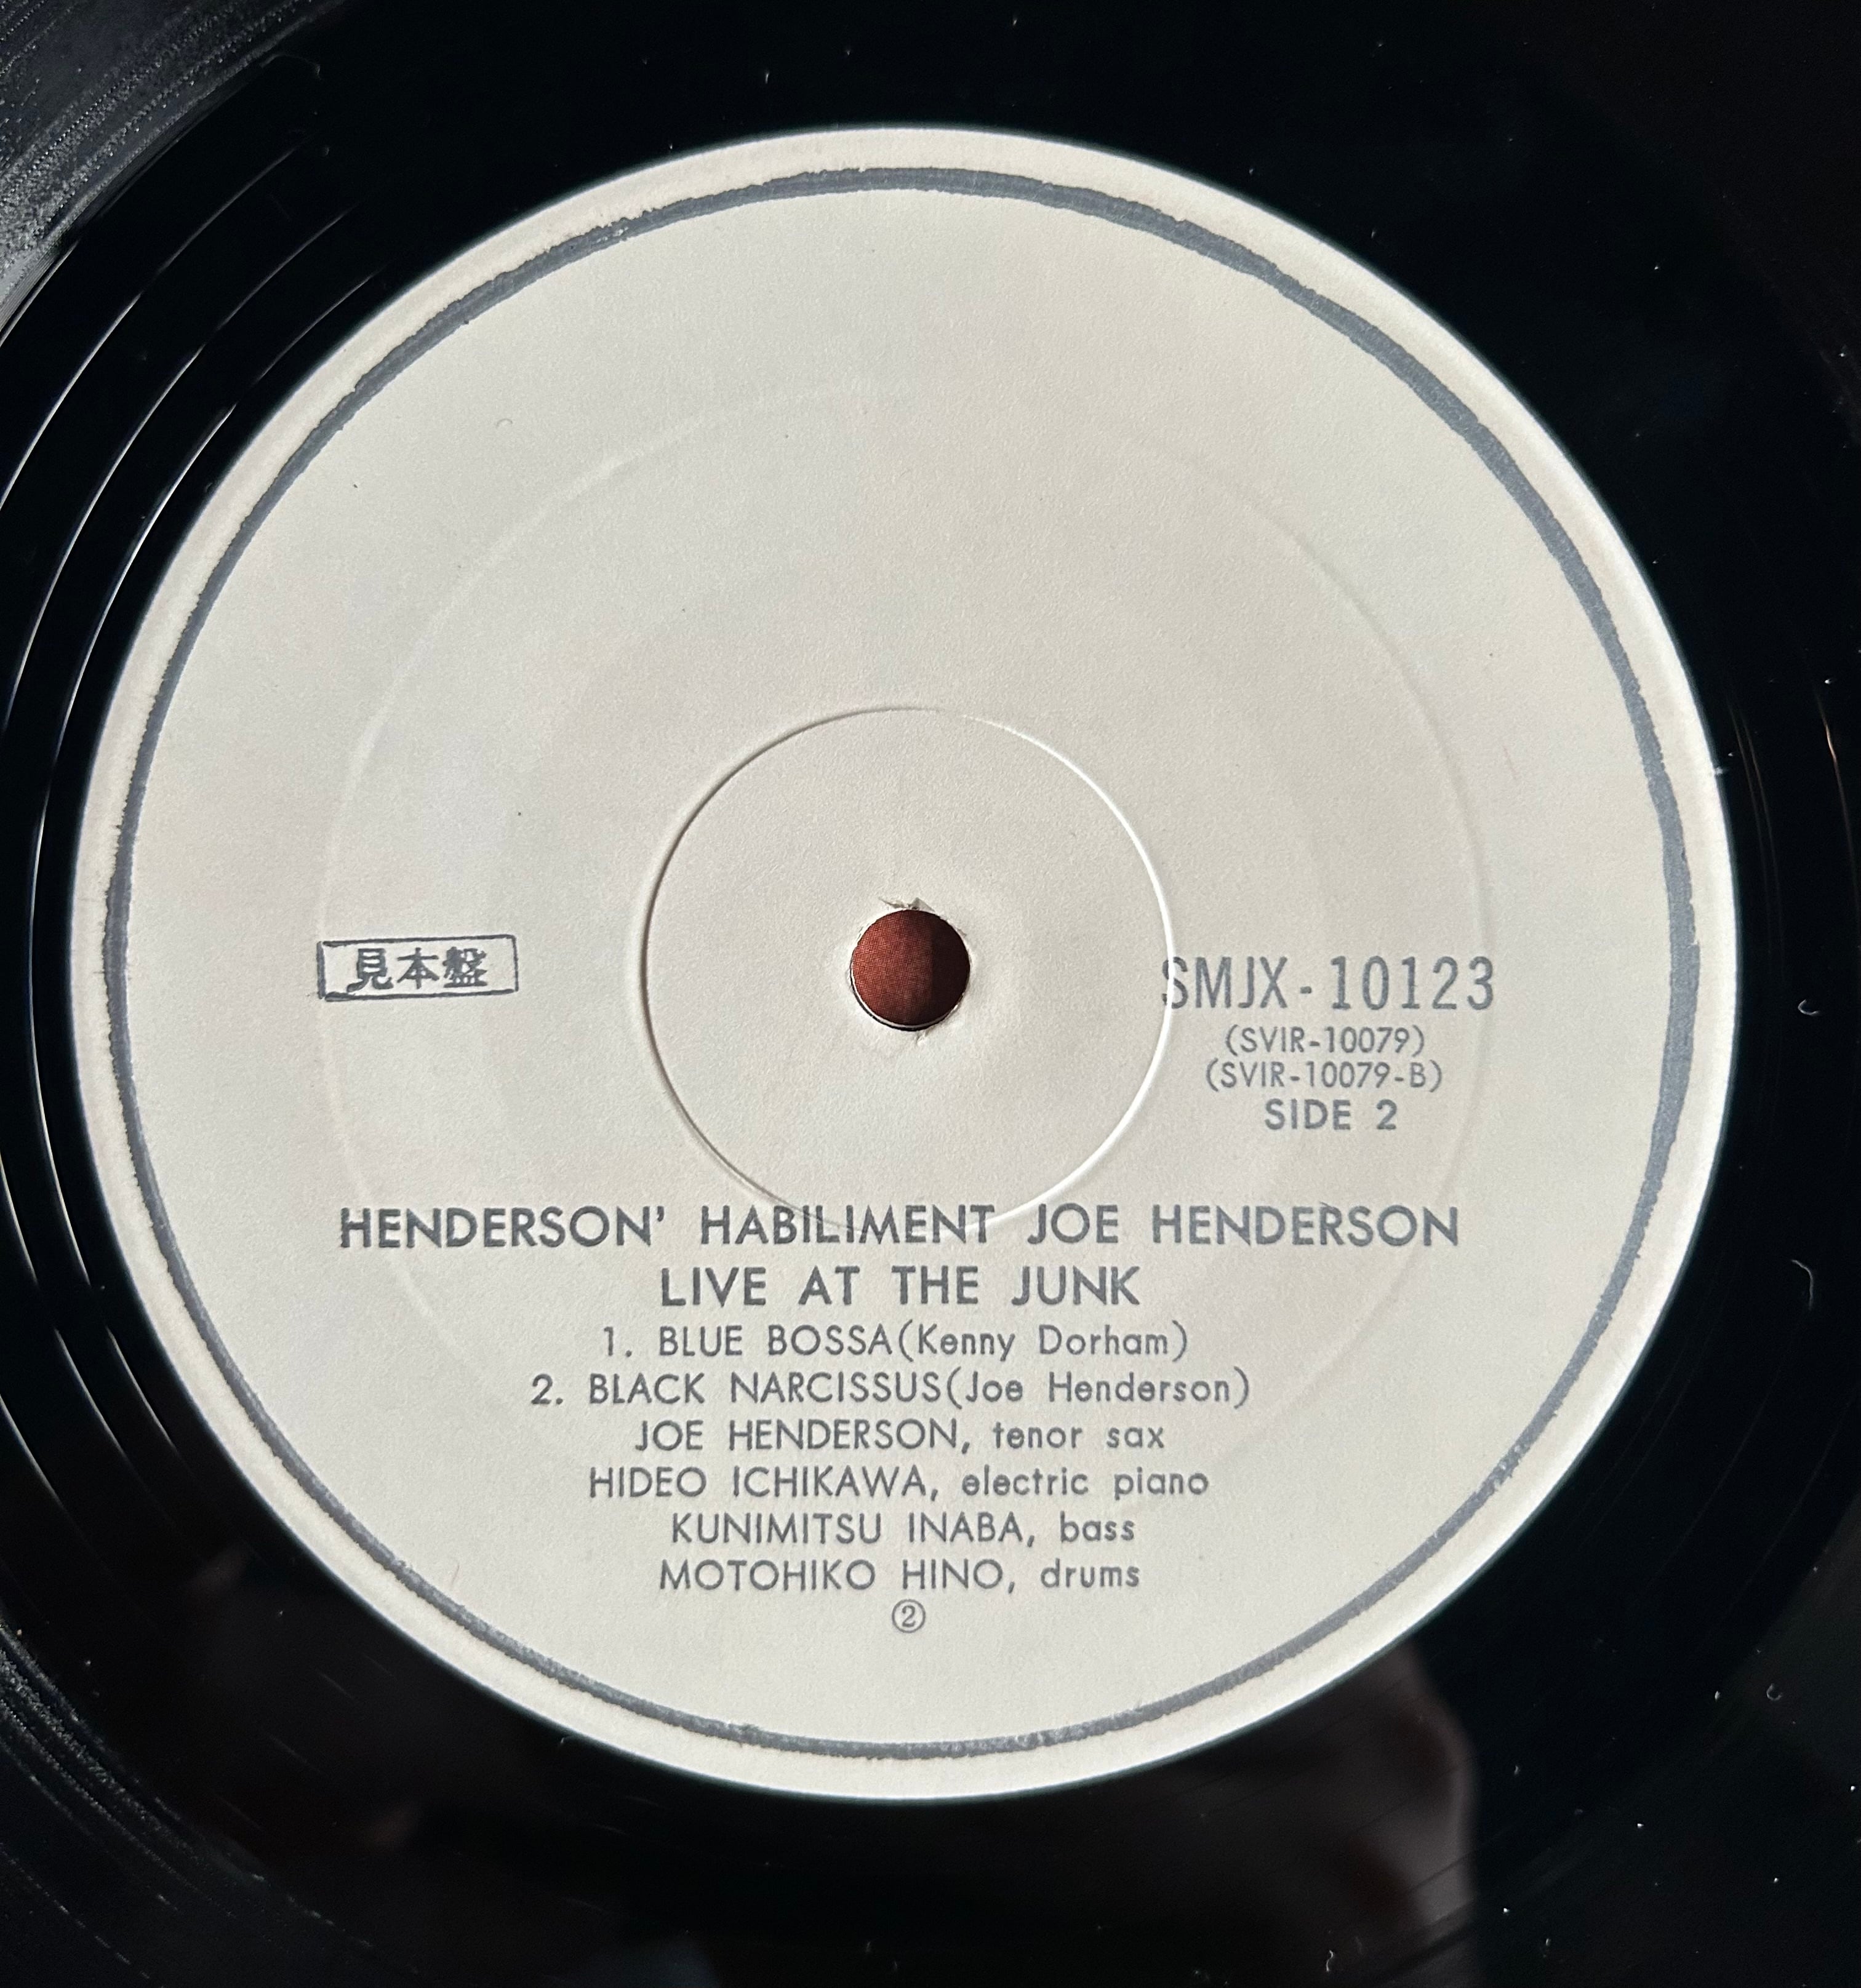 見本盤
SMJX-10123
(SVIR-10079)
(SVIR-10079-B)
SIDE 2
HENDERSON' HABILIMENT JOE HENDERSON
LIVE AT THE JUNK
1. BLUE BOSSA(Kenny Dorham)
2. BLACK NARCISSUS(Joe Henderson)
JOE HENDERSON, tenor sax
HIDEO ICHIKAWA, electric piano
KUNIMITSU INABA, bass
MOTOHIKO HINO, drums
②